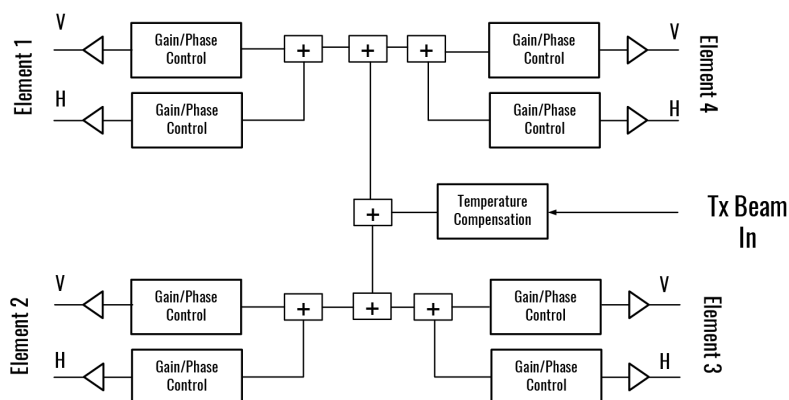 V
Gain/Phase
Control
+
+
+
Gain/Phase
Control
V
Element 1
H
Gain/Phase
Control
Gain/Phase
Control
H
Element 4
+
Temperature
Compensation
Tx Beam
In
V
Gain/Phase
Control
+
+
+
Gain/Phase
Control
V
Element 2
H
Gain/Phase
Control
Gain/Phase
Control
H
Element 3